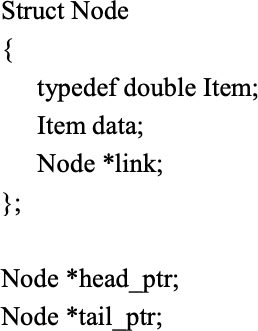 Struct Node
{
typedef double Item;
Item data;
Node *link;
};
Node *head_ptr;
Node *tail_ptr;